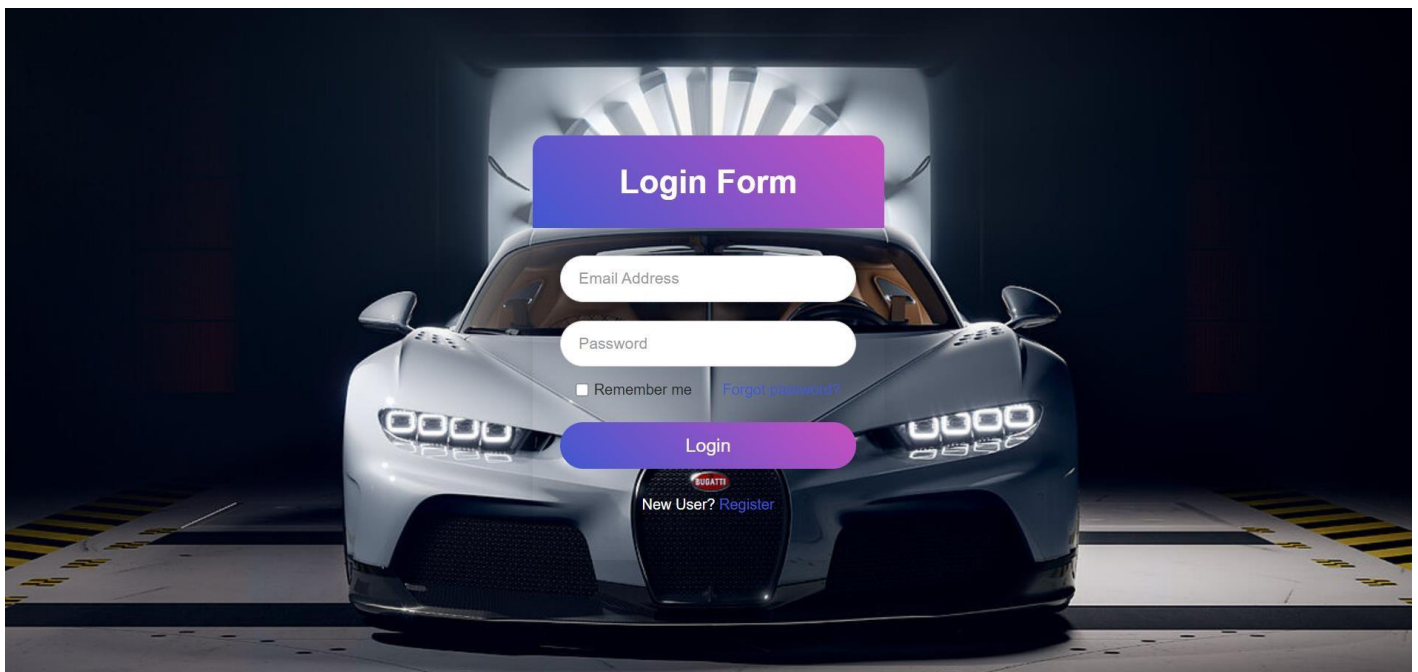 Login Form
Email Address
Password
Remember me Forgot password?
Login
BUGATTI
New User? Register